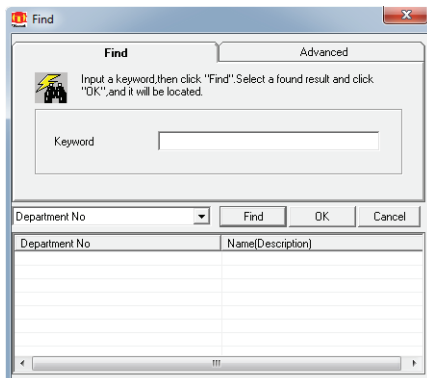 Find
Find
Advanced
Input a keyword,then click "Find".Select a found result and click
"OK",and it will be located.
Keyword
Department No
Find
OK
Cancel
Department No
Name(Description)